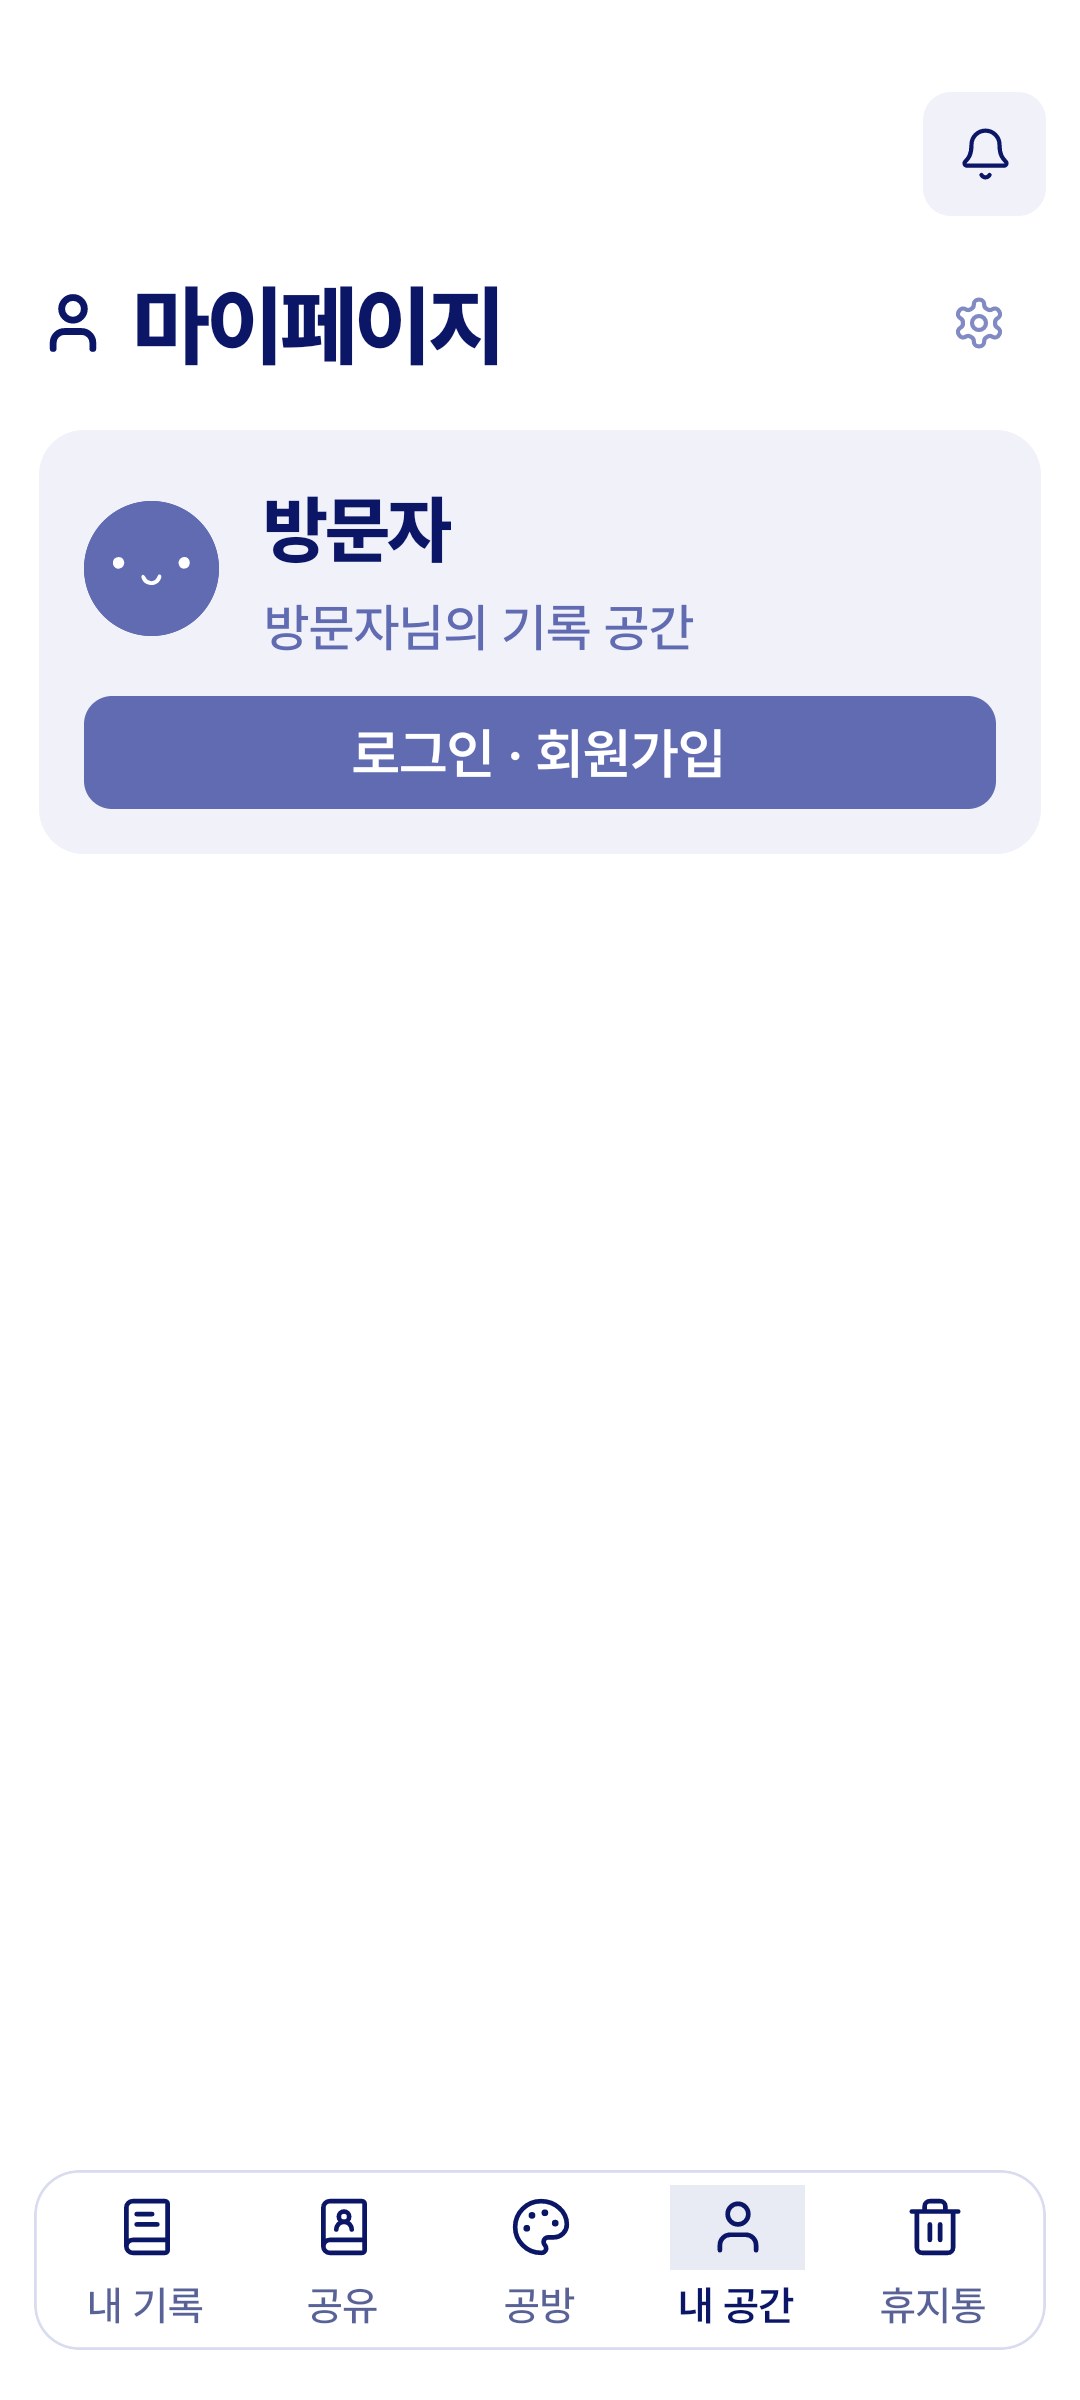 마이페이지
방문자
방문자님의 기록 공간
로그인 · 회원가입
내 기록
공유
공방
내 공간
휴지통